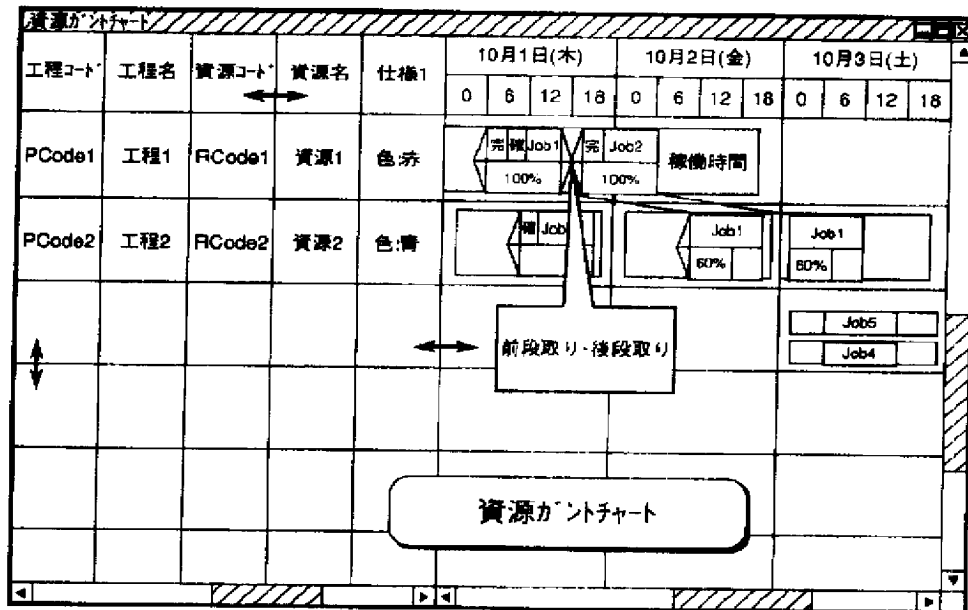 資源ガントチャート
工程コード 工程名 資源コード 資源名 仕様1 10月1日(木) 10月2日(金) 10月3日(土)
0 6 12 18 0 6 12 18 0 6 12 18
PCode1 工程1 RCode1 資源1 色:赤 完 確 Job1 完 Job2 稼働時間
100% 100%
PCode2 工程2 RCode2 資源2 色:青 確 Job Job1 Job1
60% 60%
Job5
前段取り・後段取り
Job4
資源ガントチャート